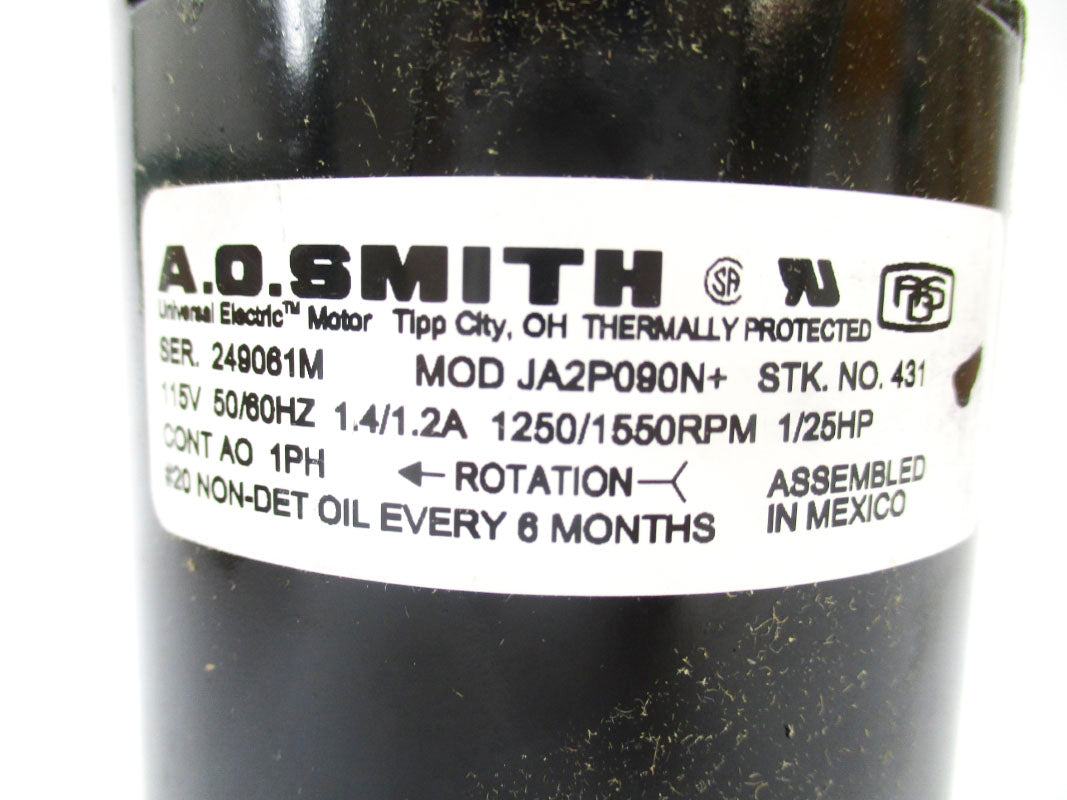 A.O.SMITH SA UR
Universal Electric™ Motor Tipp City, OH THERMALLY PROTECTED
SER. 249061M MOD JA2P090N+ STK. NO. 431
115V 50/60HZ 1.4/1.2A 1250/1550RPM 1/25HP
CONT AO 1PH ROTATION ASSEMBLED
#20 NON-DET OIL EVERY 6 MONTHS IN MEXICO